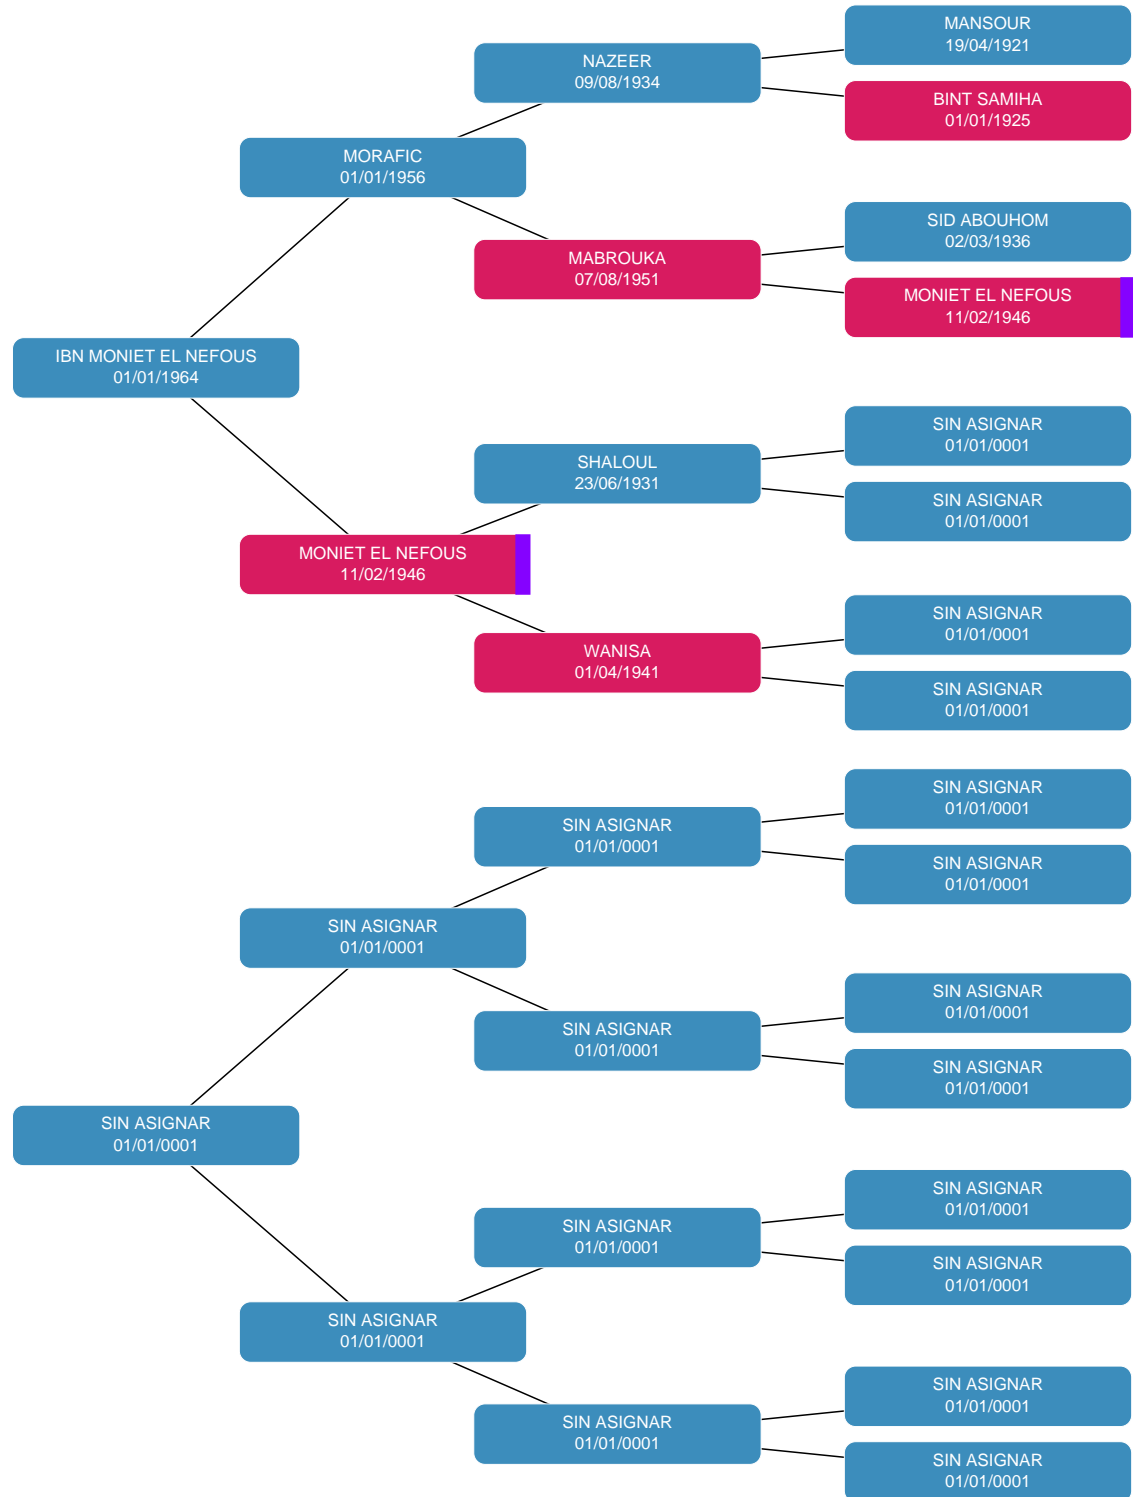 MANSOUR
19/04/1921
NAZEER
09/08/1934
BINT SAMIHA
01/01/1925
MORAFIC
01/01/1956
SID ABOUHOM
02/03/1936
MABROUKA
07/08/1951
MONIET EL NEFOUS
11/02/1946
IBN MONIET EL NEFOUS
01/01/1964
SIN ASIGNAR
01/01/0001
SHALOUL
23/06/1931
SIN ASIGNAR
01/01/0001
MONIET EL NEFOUS
11/02/1946
SIN ASIGNAR
01/01/0001
WANISA
01/04/1941
SIN ASIGNAR
01/01/0001
SIN ASIGNAR
01/01/0001
SIN ASIGNAR
01/01/0001
SIN ASIGNAR
01/01/0001
SIN ASIGNAR
01/01/0001
SIN ASIGNAR
01/01/0001
SIN ASIGNAR
01/01/0001
SIN ASIGNAR
01/01/0001
SIN ASIGNAR
01/01/0001
SIN ASIGNAR
01/01/0001
SIN ASIGNAR
01/01/0001
SIN ASIGNAR
01/01/0001
SIN ASIGNAR
01/01/0001
SIN ASIGNAR
01/01/0001
SIN ASIGNAR
01/01/0001
SIN ASIGNAR
01/01/0001